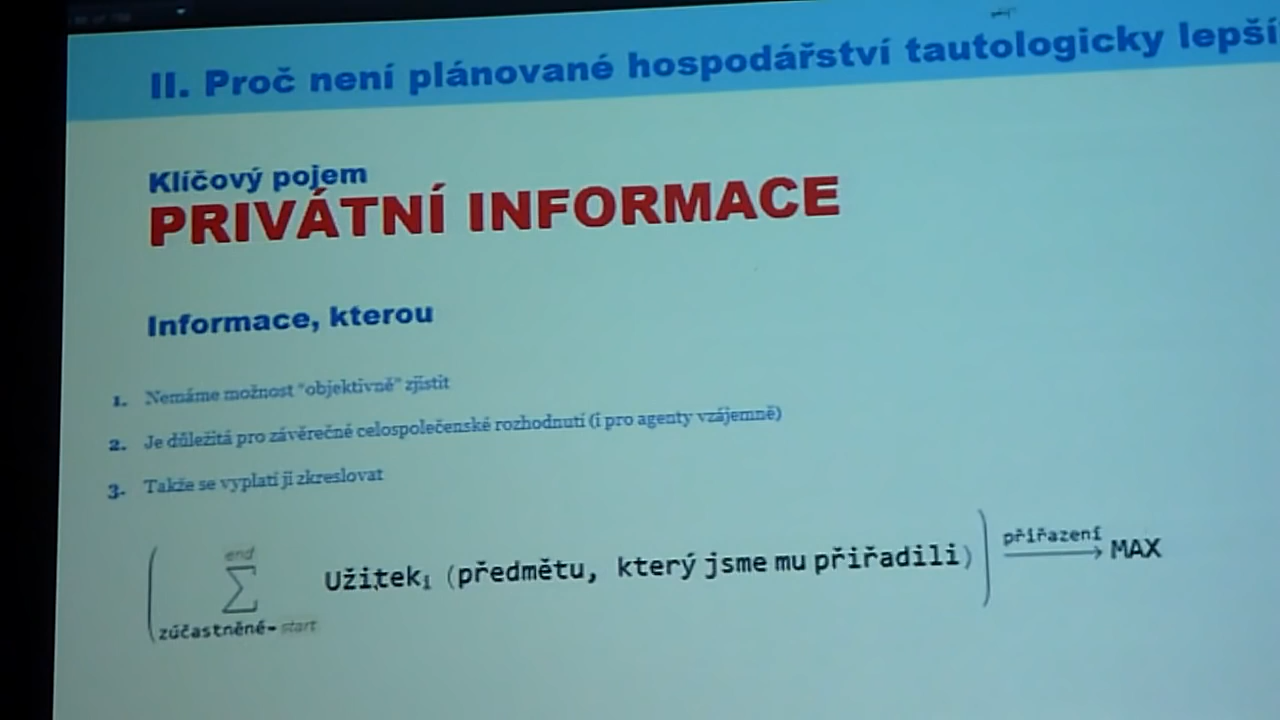 II. Proč není plánované hospodářství tautologicky lepší
Klíčový pojem
PRIVÁTNÍ INFORMACE
Informace, kterou
1. Nemáme možnost "objektivně" zjistit
2. Je důležitá pro závěrečné celospolečenské rozhodnutí (i pro agenty vzájemně)
3. Takže se vyplatí ji zkreslovat
end
( ∑ Užitek_i (předmětu, který jsme mu přiřadili) ) přiřazení → MAX
zúčastněné- start